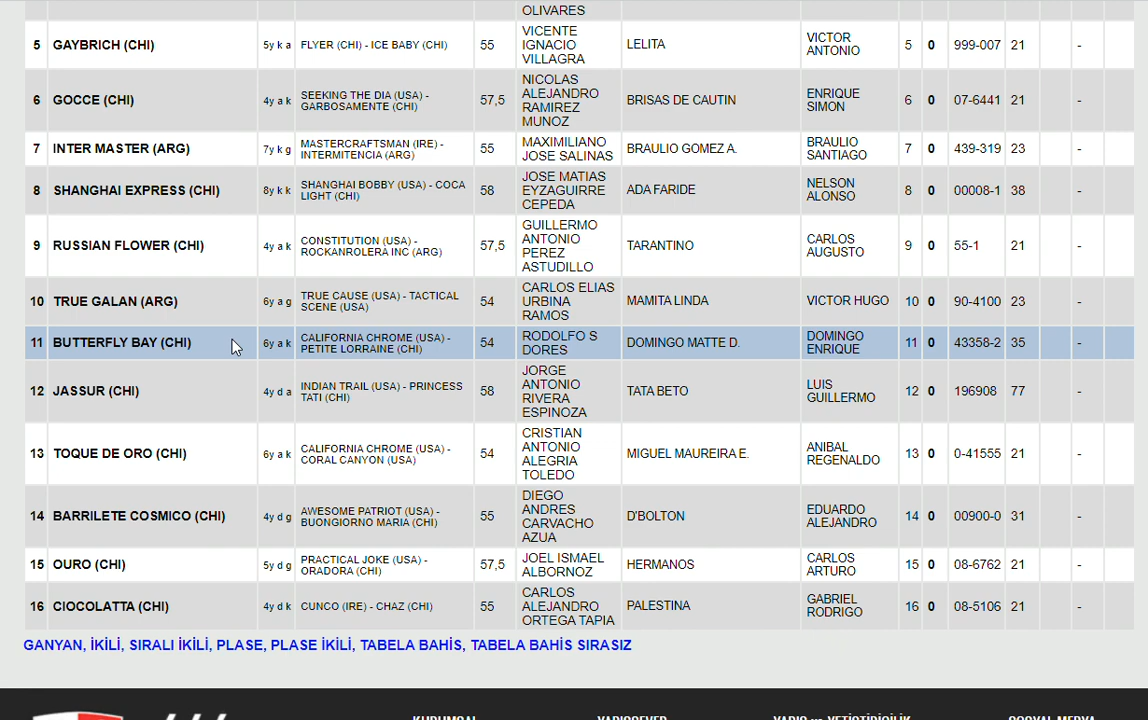 OLIVARES
5 GAYBRICH (CHI) 5y k a FLYER (CHI) - ICE BABY (CHI) 55 VICENTE IGNACIO VILLAGRA LELITA VICTOR ANTONIO 5 0 999-007 21 -
6 GOCCE (CHI) 4y a k SEEKING THE DIA (USA) - GARBOSAMENTE (CHI) 57,5 NICOLAS ALEJANDRO RAMIREZ MUNOZ BRISAS DE CAUTIN ENRIQUE SIMON 6 0 07-6441 21 -
7 INTER MASTER (ARG) 7y k g MASTERCRAFTSMAN (IRE) - INTERMITENCIA (ARG) 55 MAXIMILIANO JOSE SALINAS BRAULIO GOMEZ A. BRAULIO SANTIAGO 7 0 439-319 23 -
8 SHANGHAI EXPRESS (CHI) 8y k k SHANGHAI BOBBY (USA) - COCA LIGHT (CHI) 58 JOSE MATIAS EYZAGUIRRE CEPEDA ADA FARIDE NELSON ALONSO 8 0 00008-1 38 -
9 RUSSIAN FLOWER (CHI) 4y a k CONSTITUTION (USA) - ROCKANROLERA INC (ARG) 57,5 GUILLERMO ANTONIO PEREZ ASTUDILLO TARANTINO CARLOS AUGUSTO 9 0 55-1 21 -
10 TRUE GALAN (ARG) 6y a g TRUE CAUSE (USA) - TACTICAL SCENE (USA) 54 CARLOS ELIAS URBINA RAMOS MAMITA LINDA VICTOR HUGO 10 0 90-4100 23 -
11 BUTTERFLY BAY (CHI) 6y a k CALIFORNIA CHROME (USA) - PETITE LORRAINE (CHI) 54 RODOLFO S DORES DOMINGO MATTE D. DOMINGO ENRIQUE 11 0 43358-2 35 -
12 JASSUR (CHI) 4y d a INDIAN TRAIL (USA) - PRINCESS TATI (CHI) 58 JORGE ANTONIO RIVERA ESPINOZA TATA BETO LUIS GUILLERMO 12 0 196908 77 -
13 TOQUE DE ORO (CHI) 6y a k CALIFORNIA CHROME (USA) - CORAL CANYON (USA) 54 CRISTIAN ANTONIO ALEGRIA TOLEDO MIGUEL MAUREIRA E. ANIBAL REGENALDO 13 0 0-41555 21 -
14 BARRILETE COSMICO (CHI) 4y d g AWESOME PATRIOT (USA) - BUONGIORNO MARIA (CHI) 55 DIEGO ANDRES CARVACHO AZUA D'BOLTON EDUARDO ALEJANDRO 14 0 00900-0 31 -
15 OURO (CHI) 5y d g PRACTICAL JOKE (USA) - ORADORA (CHI) 57,5 JOEL ISMAEL ALBORNOZ HERMANOS CARLOS ARTURO 15 0 08-6762 21 -
16 CIOCOLATTA (CHI) 4y d k CUNCO (IRE) - CHAZ (CHI) 55 CARLOS ALEJANDRO ORTEGA TAPIA PALESTINA GABRIEL RODRIGO 16 0 08-5106 21 -
GANYAN, İKİLİ, SIRALI İKİLİ, PLASE, PLASE İKİLİ, TABELA BAHİS, TABELA BAHİS SIRASIZ
KURUMSAL YARIŞSEVER YARIŞ ve YETİŞTİRİCİLİK SOSYAL MEDYA